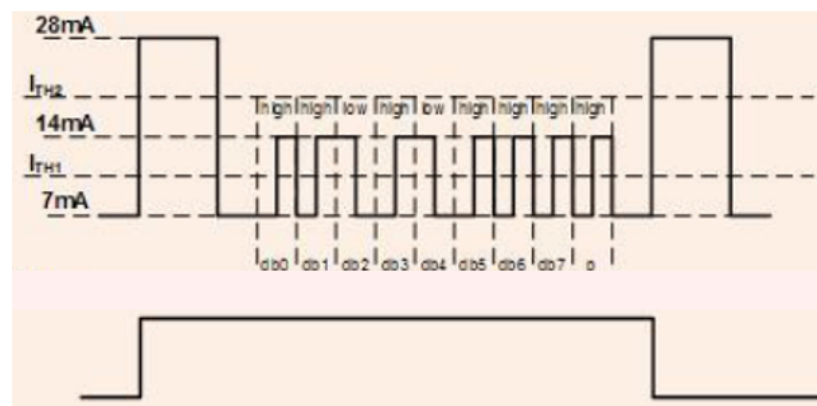 28mA
ITH2
high high low high low high high high high
14mA
ITH1
7mA
db0 db1 db2 db3 db4 db5 db6 db7 p